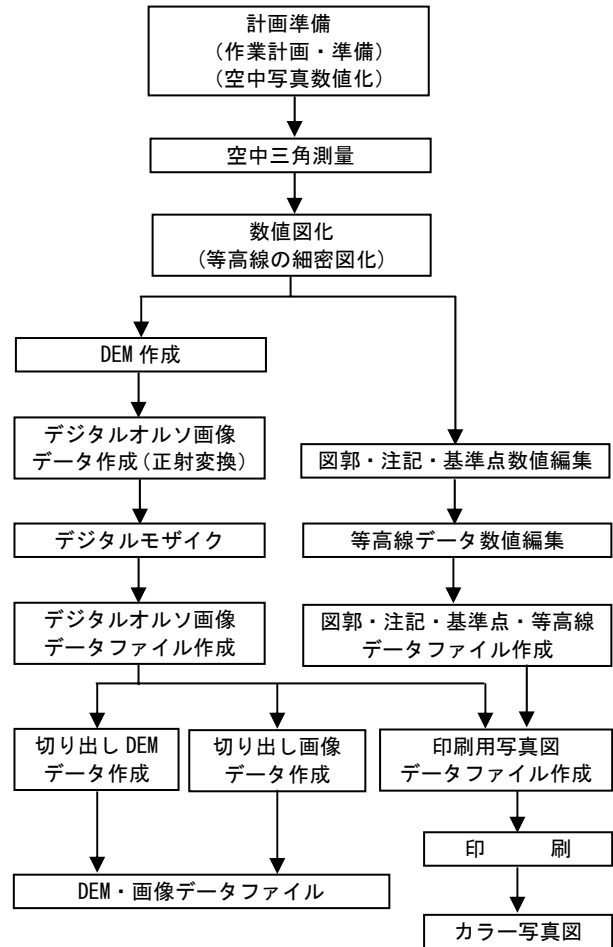 計画準備
(作業計画・準備)
(空中写真数値化)
空中三角測量
数値図化
(等高線の細密図化)
DEM 作成
デジタルオルソ画像
データ作成(正射変換)
図郭・注記・基準点数値編集
デジタルモザイク
等高線データ数値編集
デジタルオルソ画像
データファイル作成
図郭・注記・基準点・等高線
データファイル作成
切り出し DEM
データ作成
切り出し画像
データ作成
印刷用写真図
データファイル作成
印 刷
DEM・画像データファイル
カラー写真図